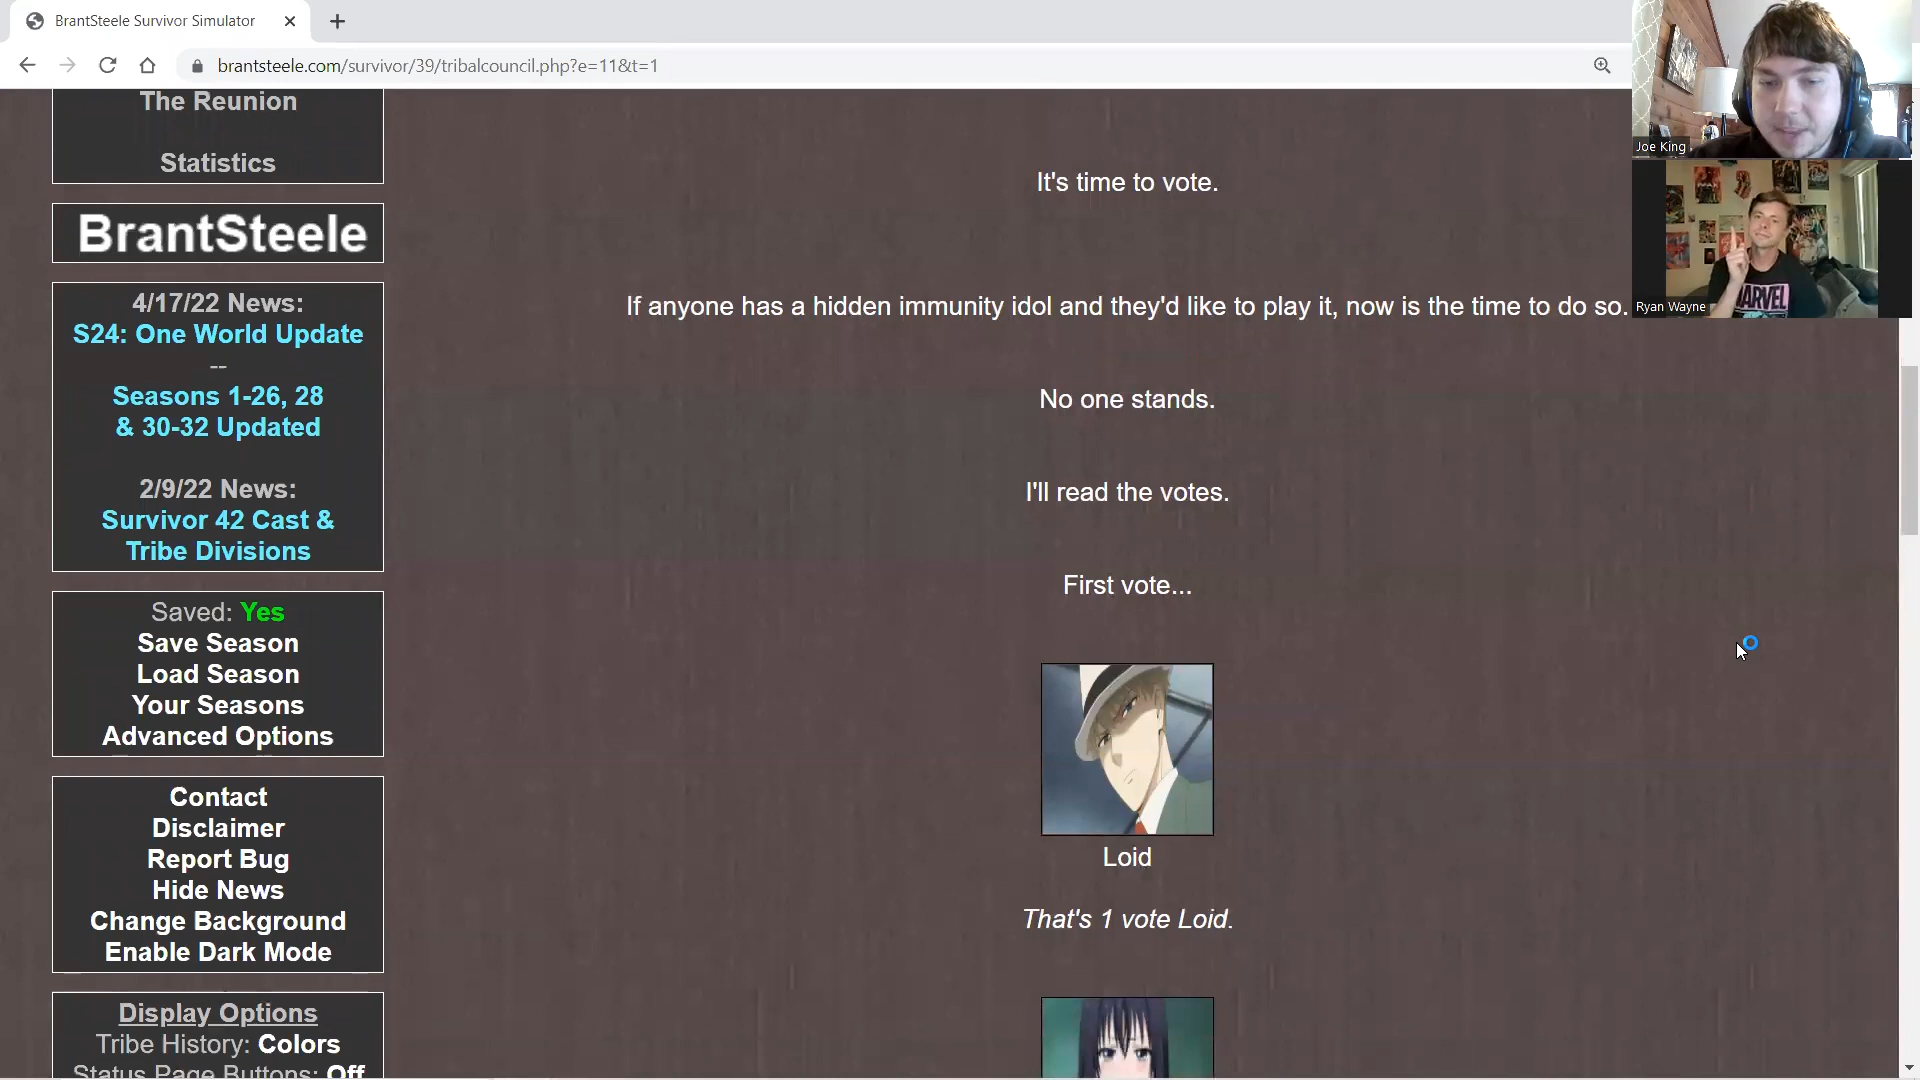 BrantSteele Survivor Simulator
brantsteele.com/survivor/39/tribalcouncil.php?e=11&t=1
The Reunion
Statistics
BrantSteele
4/17/22 News:
S24: One World Update
--
Seasons 1-26, 28
& 30-32 Updated
2/9/22 News:
Survivor 42 Cast &
Tribe Divisions
Saved: Yes
Save Season
Load Season
Your Seasons
Advanced Options
Contact
Disclaimer
Report Bug
Hide News
Change Background
Enable Dark Mode
Display Options
Tribe History: Colors
Status Page Buttons: Off
It's time to vote.
If anyone has a hidden immunity idol and they'd like to play it, now is the time to do so.
No one stands.
I'll read the votes.
First vote...
Loid
That's 1 vote Loid.
Joe King
Ryan Wayne
MARVEL